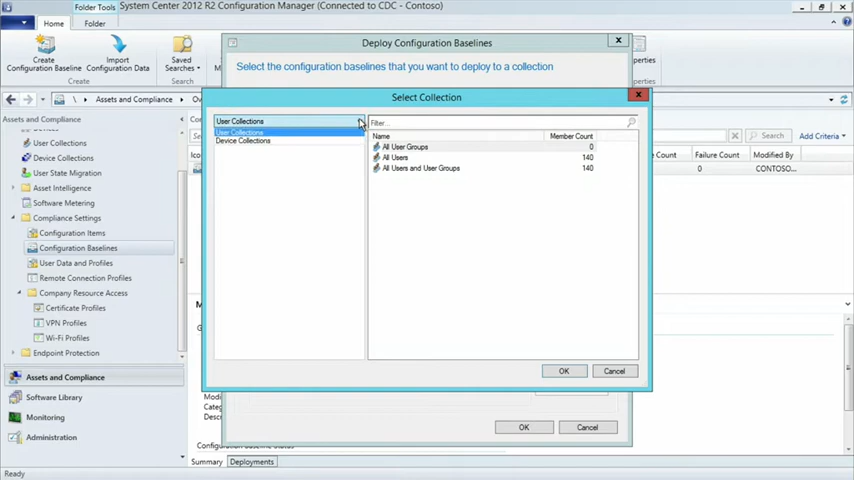 Folder Tools
System Center 2012 R2 Configuration Manager (Connected to CDC - Contoso)
Home
Folder
Create
Configuration Baseline
Import
Configuration Data
Saved
Searches
Create
Search
Deploy Configuration Baselines
Select the configuration baselines that you want to deploy to a collection
Select Collection
\ Assets and Compliance \
Assets and Compliance
User Collections
Device Collections
User State Migration
Asset Intelligence
Software Metering
Compliance Settings
Configuration Items
Configuration Baselines
User Data and Profiles
Remote Connection Profiles
Company Resource Access
Certificate Profiles
VPN Profiles
Wi-Fi Profiles
Endpoint Protection
Assets and Compliance
Software Library
Monitoring
Administration
User Collections
User Collections
Device Collections
Filter...
Name Member Count
All User Groups 0
All Users 140
All Users and User Groups 140
OK Cancel
OK Cancel
Search Add Criteria
Failure Count Modified By
0 CONTOSO...
Configuration Baseline Status
Summary Deployments
Ready